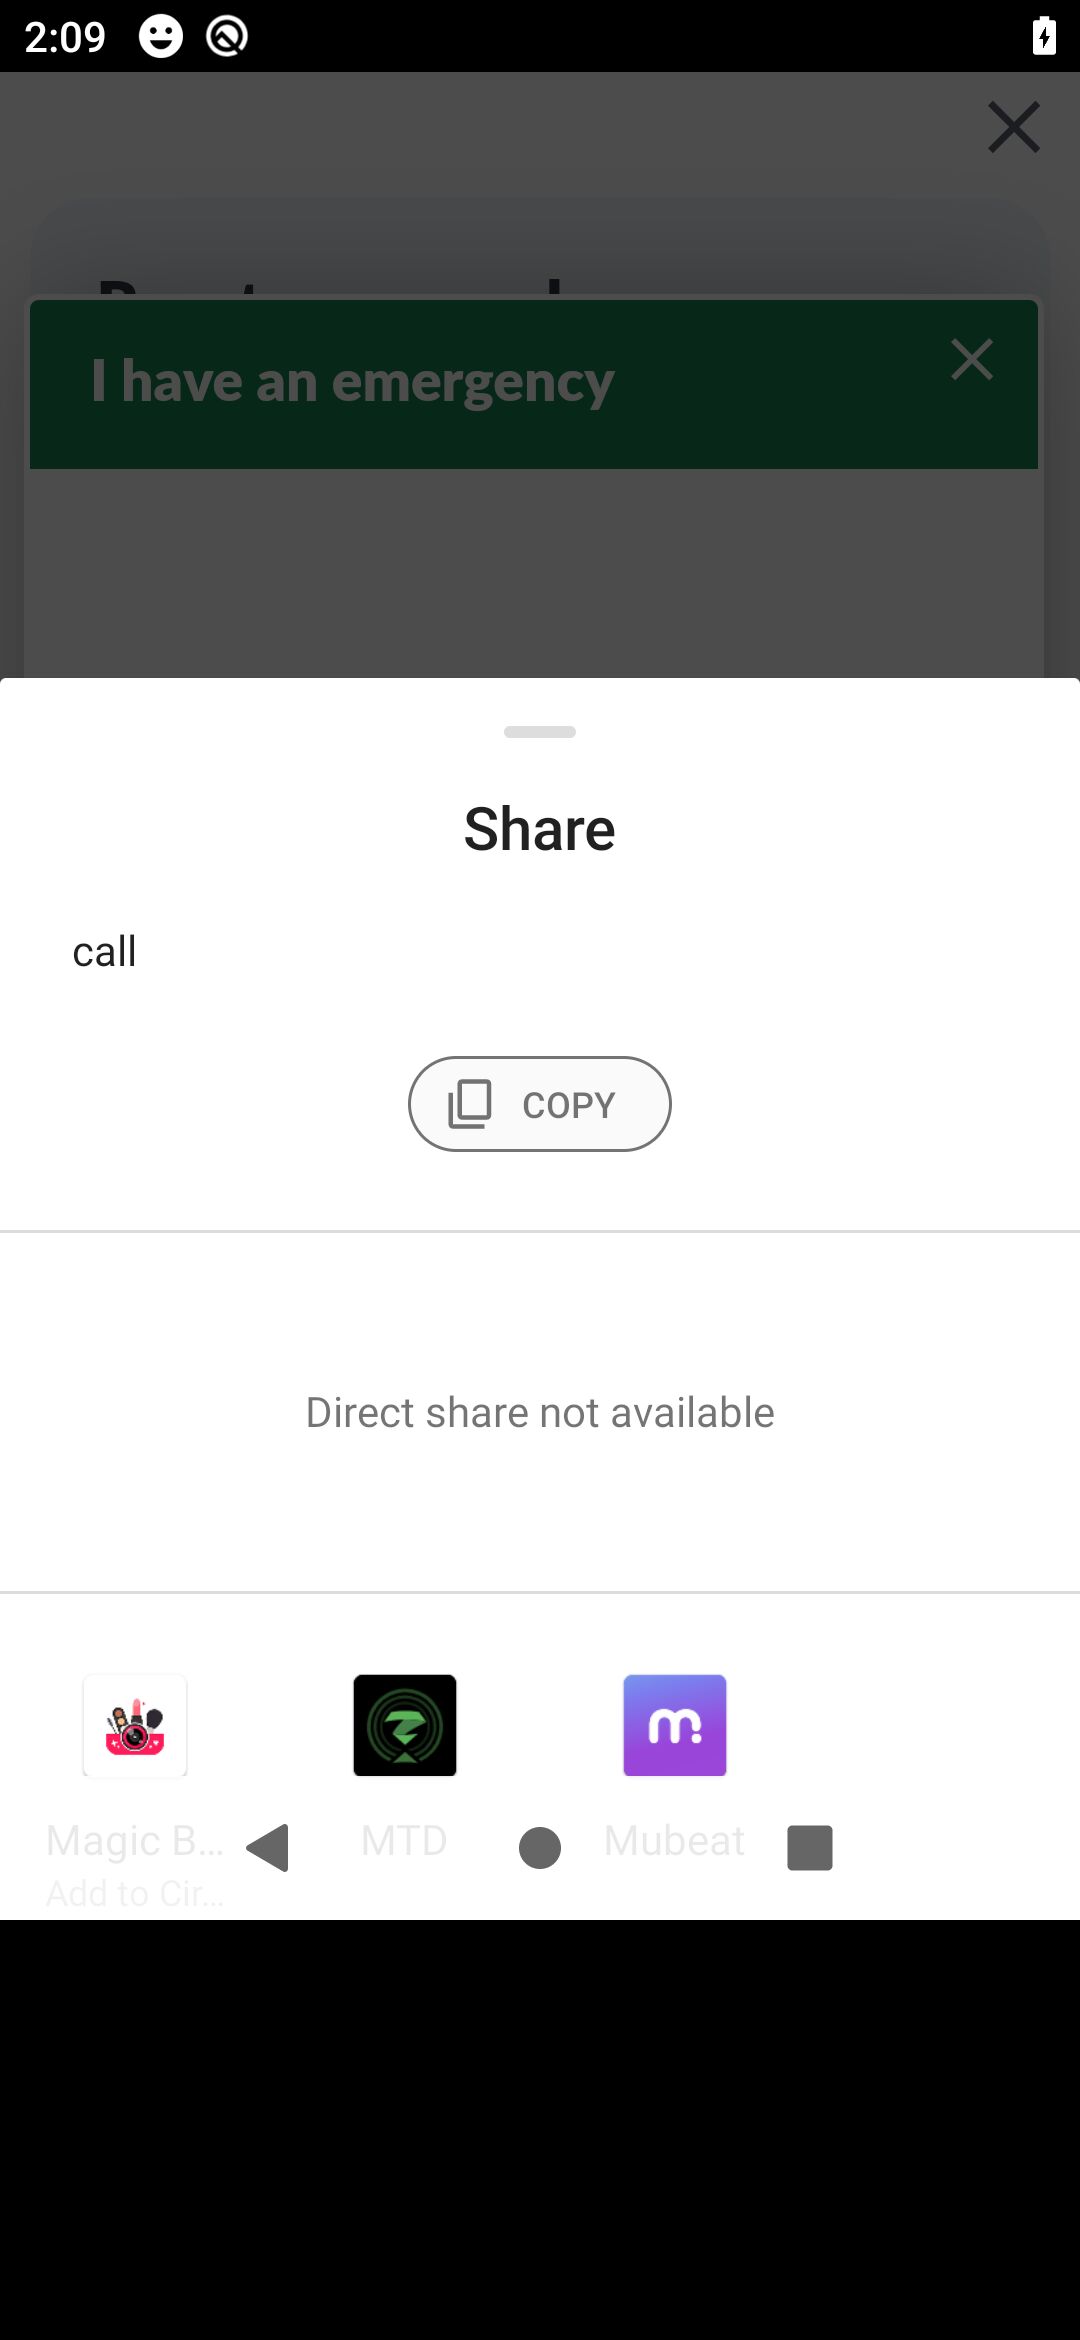 2:09
I have an emergency
Share
call
COPY
Direct share not available
Magic B...
MTD
Mubeat
Add to Cir...